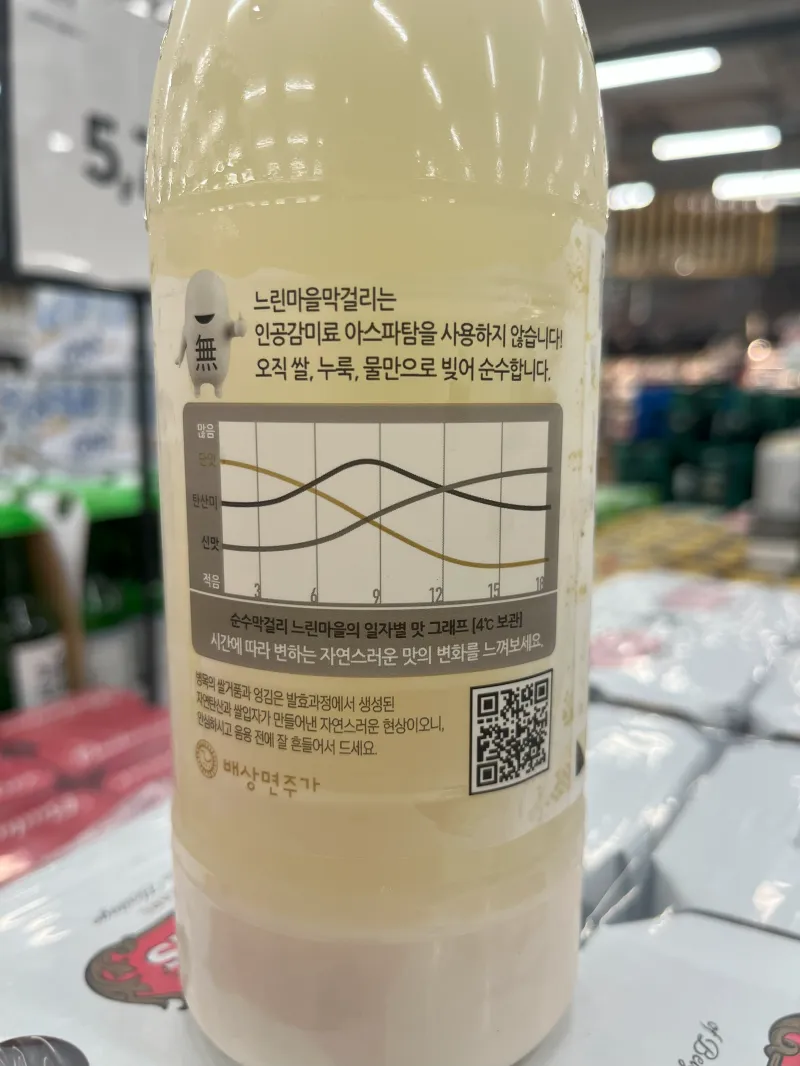 5,
느린마을막걸리는
인공감미료 아스파탐을 사용하지 않습니다!
오직 쌀, 누룩, 물만으로 빚어 순수합니다.
無
많음
단맛
탄산미
신맛
적음
3 6 9 12 15 18
순수막걸리 느린마을의 일자별 맛 그래프 [4℃ 보관]
시간에 따라 변하는 자연스러운 맛의 변화를 느껴보세요.
병목의 쌀거품과 엉김은 발효과정에서 생성된
자연탄산과 쌀입자가 만들어낸 자연스러운 현상이오니,
안심하시고 음용 전에 잘 흔들어서 드세요.
배상면주가
of Be